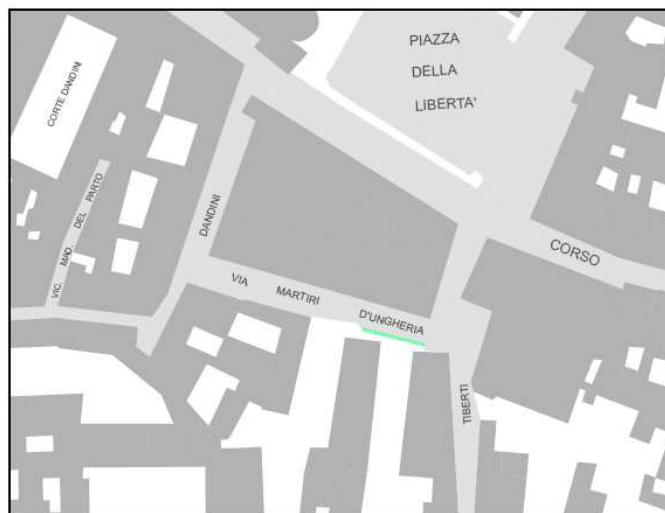 PIAZZA
DELLA
LIBERTA'
CORTE DANDINI
VIC. MAD. DEL PARTO
DANDINI
CORSO
VIA MARTIRI D'UNGHERIA
TIBERTI